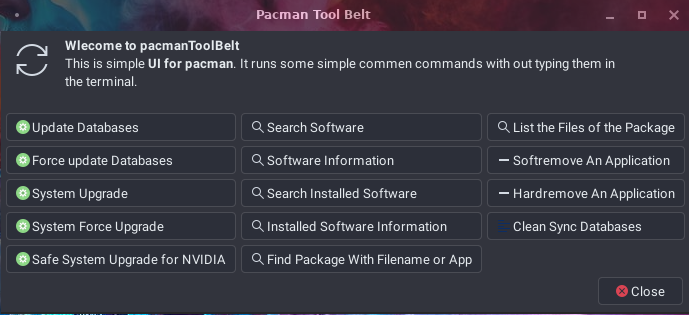 Pacman Tool Belt
Wlecome to pacmanToolBelt
This is simple UI for pacman. It runs some simple commen commands with out typing them in
the terminal.
Update Databases
Search Software
List the Files of the Package
Force update Databases
Software Information
Softremove An Application
System Upgrade
Search Installed Software
Hardremove An Application
System Force Upgrade
Installed Software Information
Clean Sync Databases
Safe System Upgrade for NVIDIA
Find Package With Filename or App
Close